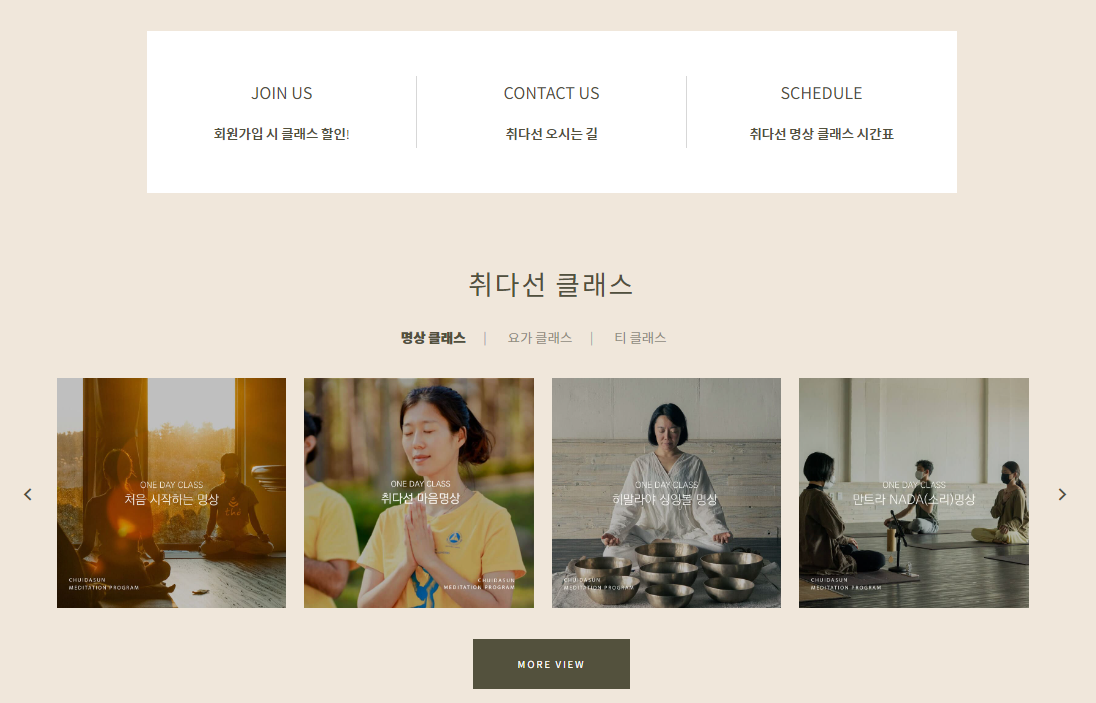 JOIN US
회원가입 시 클래스 할인!
CONTACT US
취다선 오시는 길
SCHEDULE
취다선 명상 클래스 시간표
취다선 클래스
명상 클래스 | 요가 클래스 | 티 클래스
ONE DAY CLASS
처음 시작하는 명상
CHUIDASUN
MEDITATION PROGRAM
ONE DAY CLASS
취다선 마음명상
CHUIDASUN
MEDITATION PROGRAM
ONE DAY CLASS
히말라야 싱잉볼 명상
CHUIDASUN
MEDITATION PROGRAM
ONE DAY CLASS
만트라 NADA(소리)명상
CHUIDASUN
MEDITATION PROGRAM
MORE VIEW